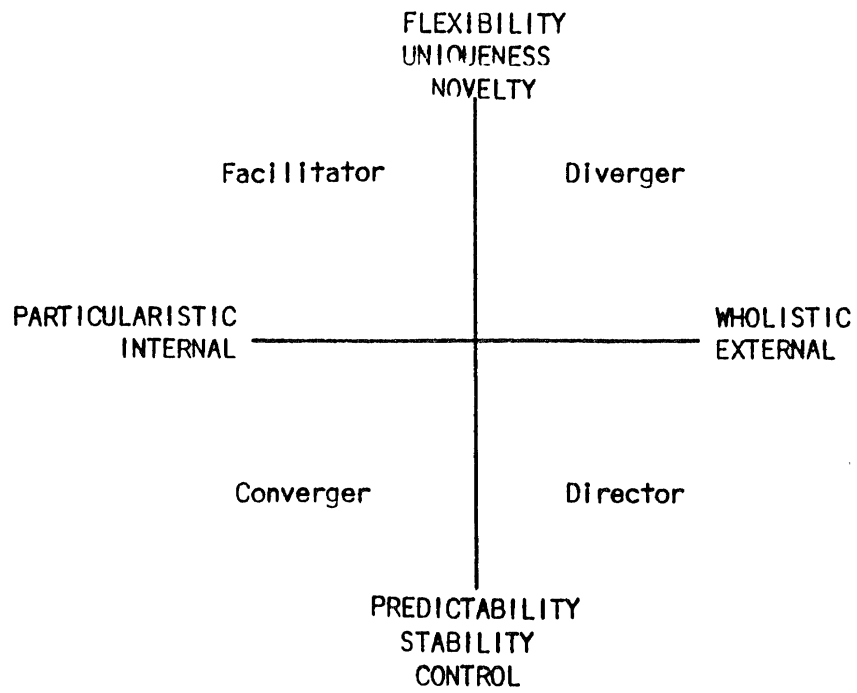 FLEXIBILITY
UNIQUENESS
NOVELTY
Facilitator Diverger
PARTICULARISTIC WHOLISTIC
INTERNAL EXTERNAL
Converger Director
PREDICTABILITY
STABILITY
CONTROL